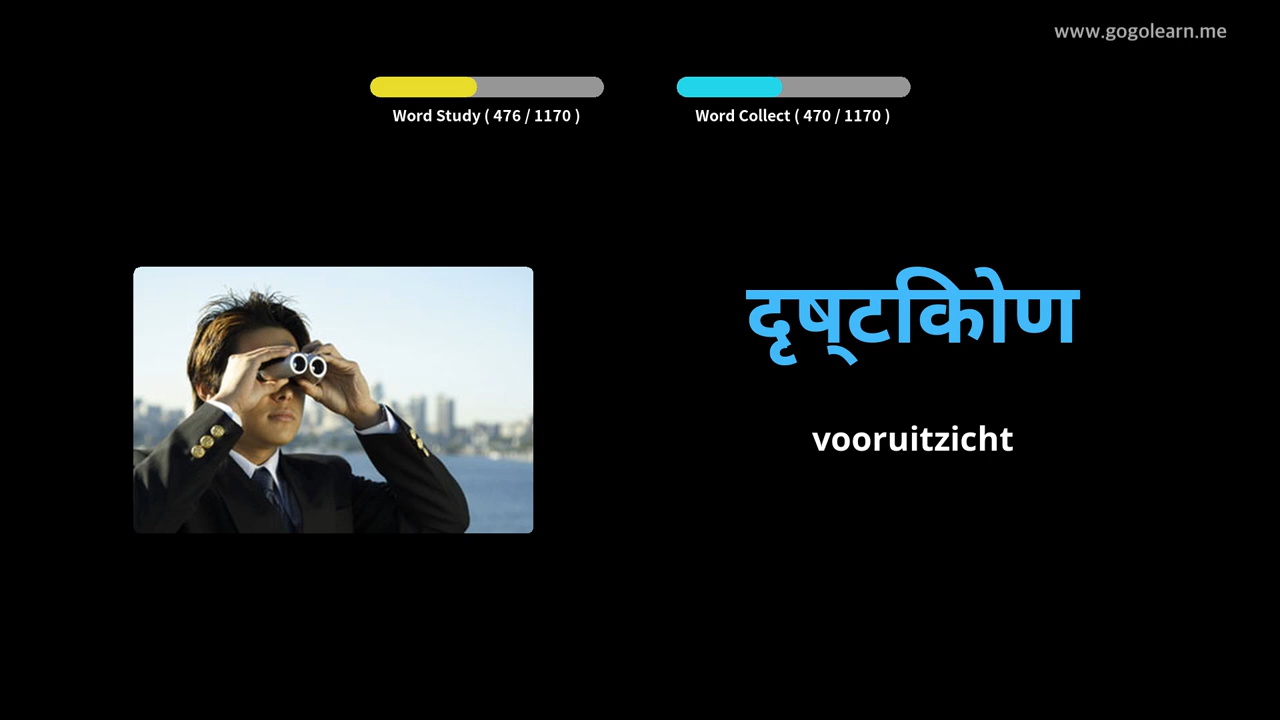 www.gogolearn.me
Word Study ( 476 / 1170 )
Word Collect ( 470 / 1170 )
दृष्‌टकिोण
vooruitzicht